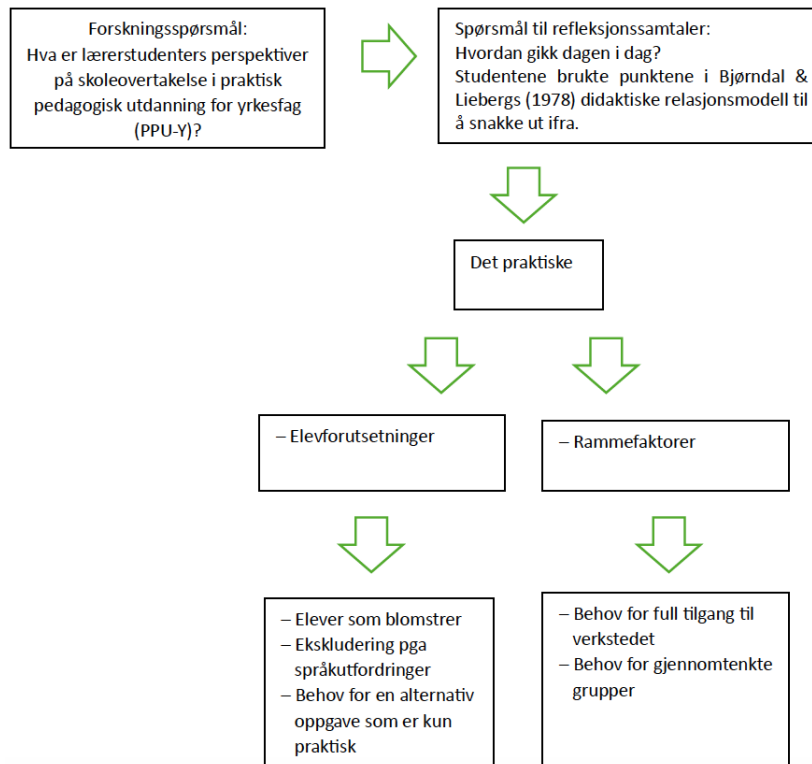 Forskningsspørsmål:
Hva er lærerstudenters perspektiver
på skoleovertakelse i praktisk
pedagogisk utdanning for yrkesfag
(PPU-Y)?
Spørsmål til refleksjonssamtaler:
Hvordan gikk dagen i dag?
Studentene brukte punktene i Bjørndal &
Liebergs (1978) didaktiske relasjonsmodell til
å snakke ut ifra.
Det praktiske
– Elevforutsetninger
– Rammefaktorer
– Elever som blomstrer
– Ekskludering pga
språkutfordringer
– Behov for en alternativ
oppgave som er kun
praktisk
– Behov for full tilgang til
verkstedet
– Behov for gjennomtenkte
grupper